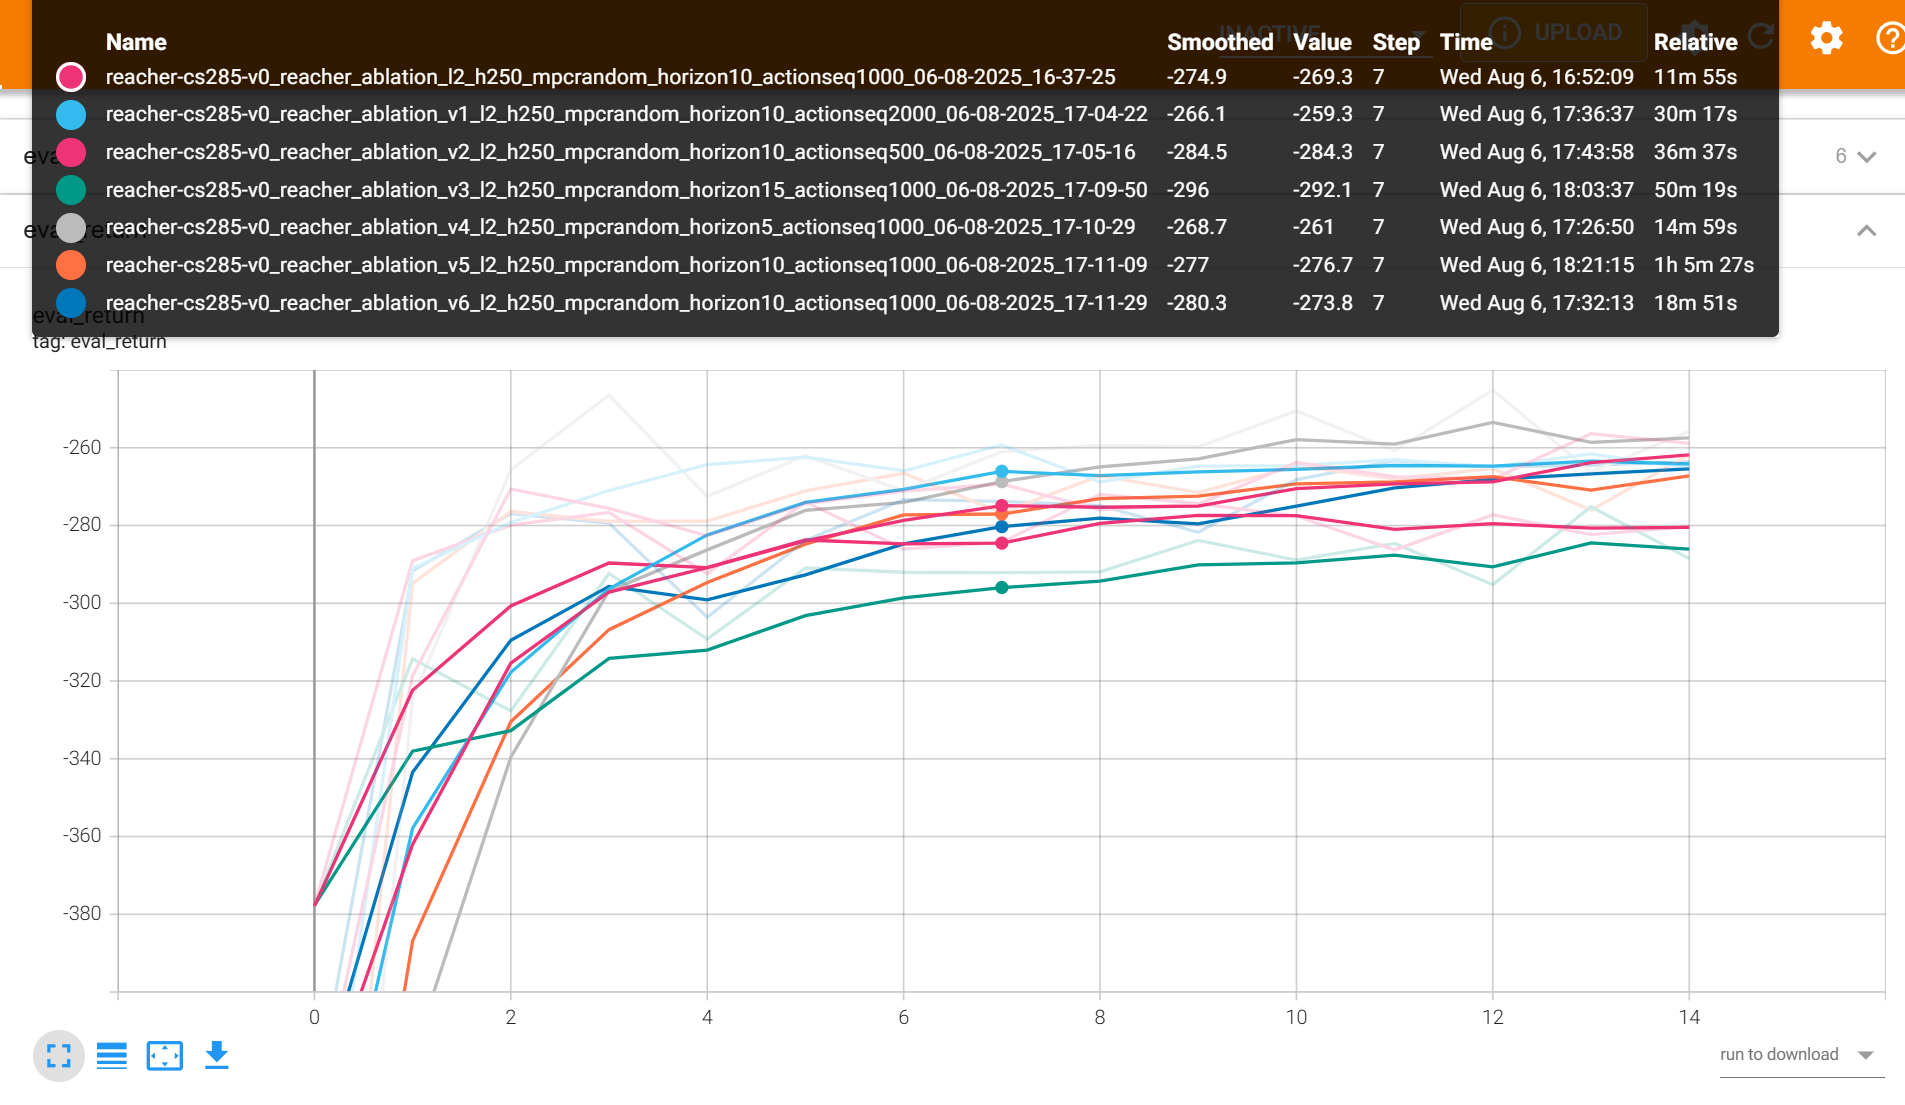 INACTIVE
UPLOAD
Name Smoothed Value Step Time Relative
reacher-cs285-v0_reacher_ablation_l2_h250_mpcrandom_horizon10_actionseq1000_06-08-2025_16-37-25 -274.9 -269.3 7 Wed Aug 6, 16:52:09 11m 55s
reacher-cs285-v0_reacher_ablation_v1_l2_h250_mpcrandom_horizon10_actionseq2000_06-08-2025_17-04-22 -266.1 -259.3 7 Wed Aug 6, 17:36:37 30m 17s
reacher-cs285-v0_reacher_ablation_v2_l2_h250_mpcrandom_horizon10_actionseq500_06-08-2025_17-05-16 -284.5 -284.3 7 Wed Aug 6, 17:43:58 36m 37s
6
reacher-cs285-v0_reacher_ablation_v3_l2_h250_mpcrandom_horizon15_actionseq1000_06-08-2025_17-09-50 -296 -292.1 7 Wed Aug 6, 18:03:37 50m 19s
reacher-cs285-v0_reacher_ablation_v4_l2_h250_mpcrandom_horizon5_actionseq1000_06-08-2025_17-10-29 -268.7 -261 7 Wed Aug 6, 17:26:50 14m 59s
reacher-cs285-v0_reacher_ablation_v5_l2_h250_mpcrandom_horizon10_actionseq1000_06-08-2025_17-11-09 -277 -276.7 7 Wed Aug 6, 18:21:15 1h 5m 27s
reacher-cs285-v0_reacher_ablation_v6_l2_h250_mpcrandom_horizon10_actionseq1000_06-08-2025_17-11-29 -280.3 -273.8 7 Wed Aug 6, 17:32:13 18m 51s
eval_return
tag: eval_return
-260
-280
-300
-320
-340
-360
-380
0 2 4 6 8 10 12 14
run to download